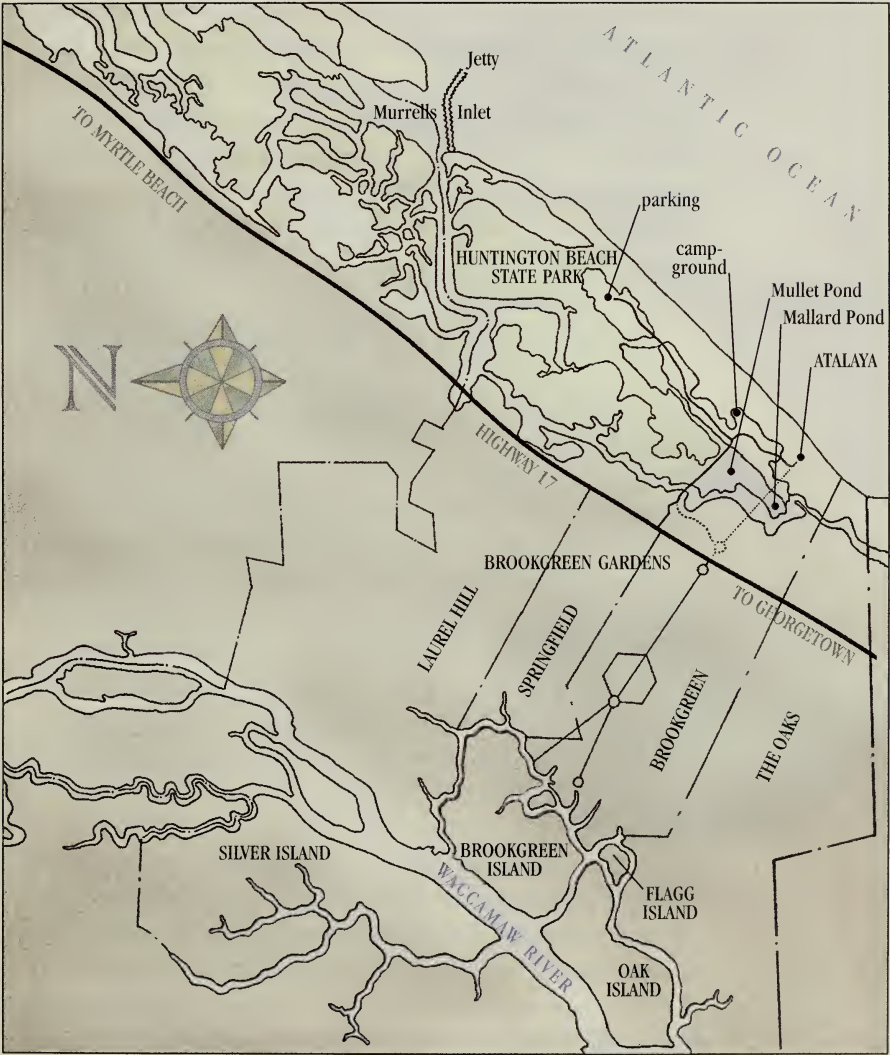 ATLANTIC OCEAN
Jetty
Murrells Inlet
TO MYRTLE BEACH
parking
HUNTINGTON BEACH
STATE PARK
camp-
ground
Mullet Pond
Mallard Pond
ATALAYA
N
HIGHWAY 17
BROOKGREEN GARDENS
TO GEORGETOWN
LAUREL HILL
SPRINGFIELD
BROOKGREEN
THE OAKS
SILVER ISLAND
BROOKGREEN
ISLAND
WACCAMAW RIVER
FLAGG
ISLAND
OAK
ISLAND